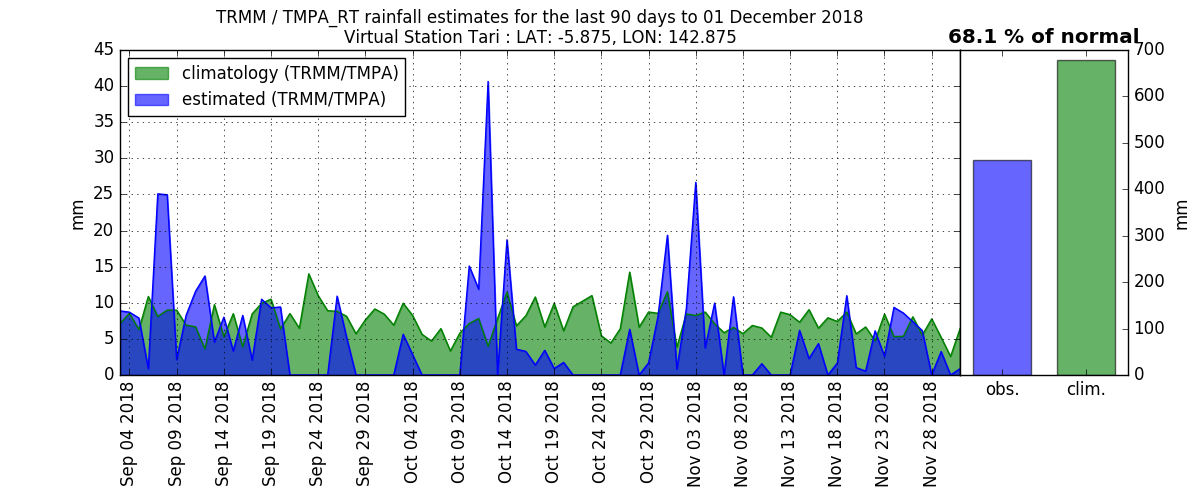 TRMM / TMPA_RT rainfall estimates for the last 90 days to 01 December 2018
Virtual Station Tari : LAT: -5.875, LON: 142.875
68.1 % of normal
climatology (TRMM/TMPA)
estimated (TRMM/TMPA)
mm
45
40
35
30
25
20
15
10
5
0
Sep 04 2018
Sep 09 2018
Sep 14 2018
Sep 19 2018
Sep 24 2018
Sep 29 2018
Oct 04 2018
Oct 09 2018
Oct 14 2018
Oct 19 2018
Oct 24 2018
Oct 29 2018
Nov 03 2018
Nov 08 2018
Nov 13 2018
Nov 18 2018
Nov 23 2018
Nov 28 2018
obs.
clim.
700
600
500
400
300
200
100
0
mm